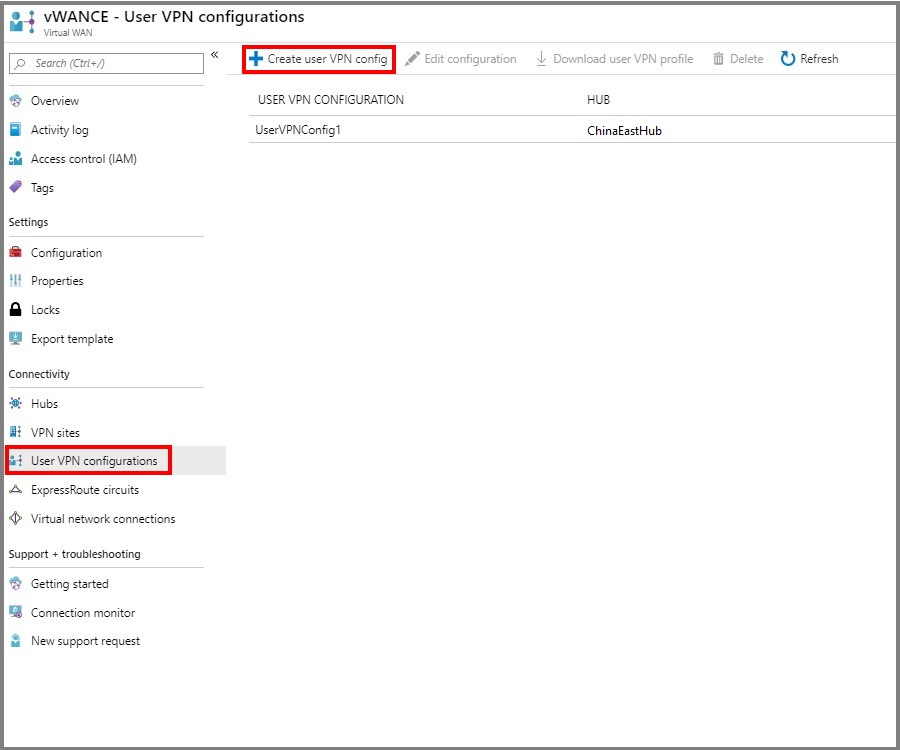 vWANCE - User VPN configurations
Virtual WAN
Search (Ctrl+/)
«
Create user VPN config
Edit configuration
Download user VPN profile
Delete
Refresh
USER VPN CONFIGURATION
HUB
UserVPNConfig1
ChinaEastHub
Overview
Activity log
Access control (IAM)
Tags
Settings
Configuration
Properties
Locks
Export template
Connectivity
Hubs
VPN sites
User VPN configurations
ExpressRoute circuits
Virtual network connections
Support + troubleshooting
Getting started
Connection monitor
New support request